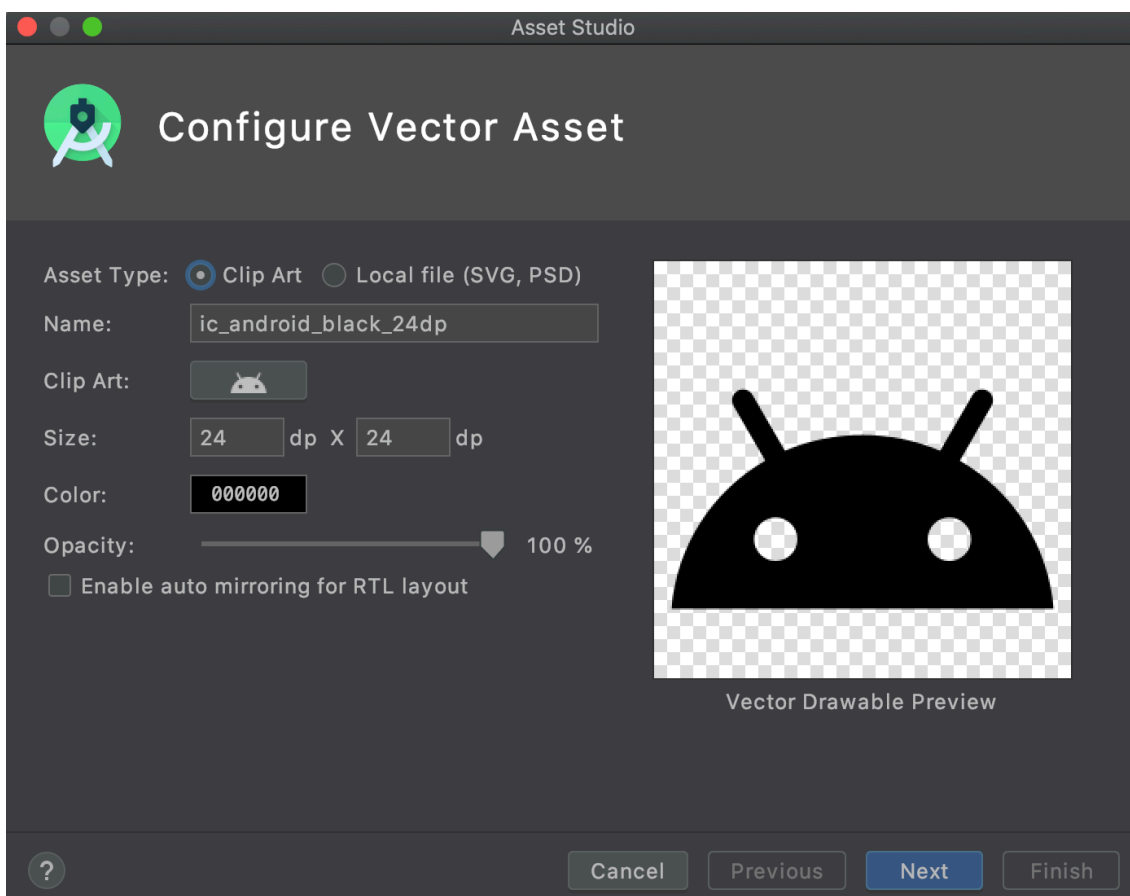 Asset Studio
Configure Vector Asset
Asset Type: Clip Art Local file (SVG, PSD)
Name: ic_android_black_24dp
Clip Art:
Size: 24 dp X 24 dp
Color: 000000
Opacity: 100 %
Enable auto mirroring for RTL layout
Vector Drawable Preview
? Cancel Previous Next Finish